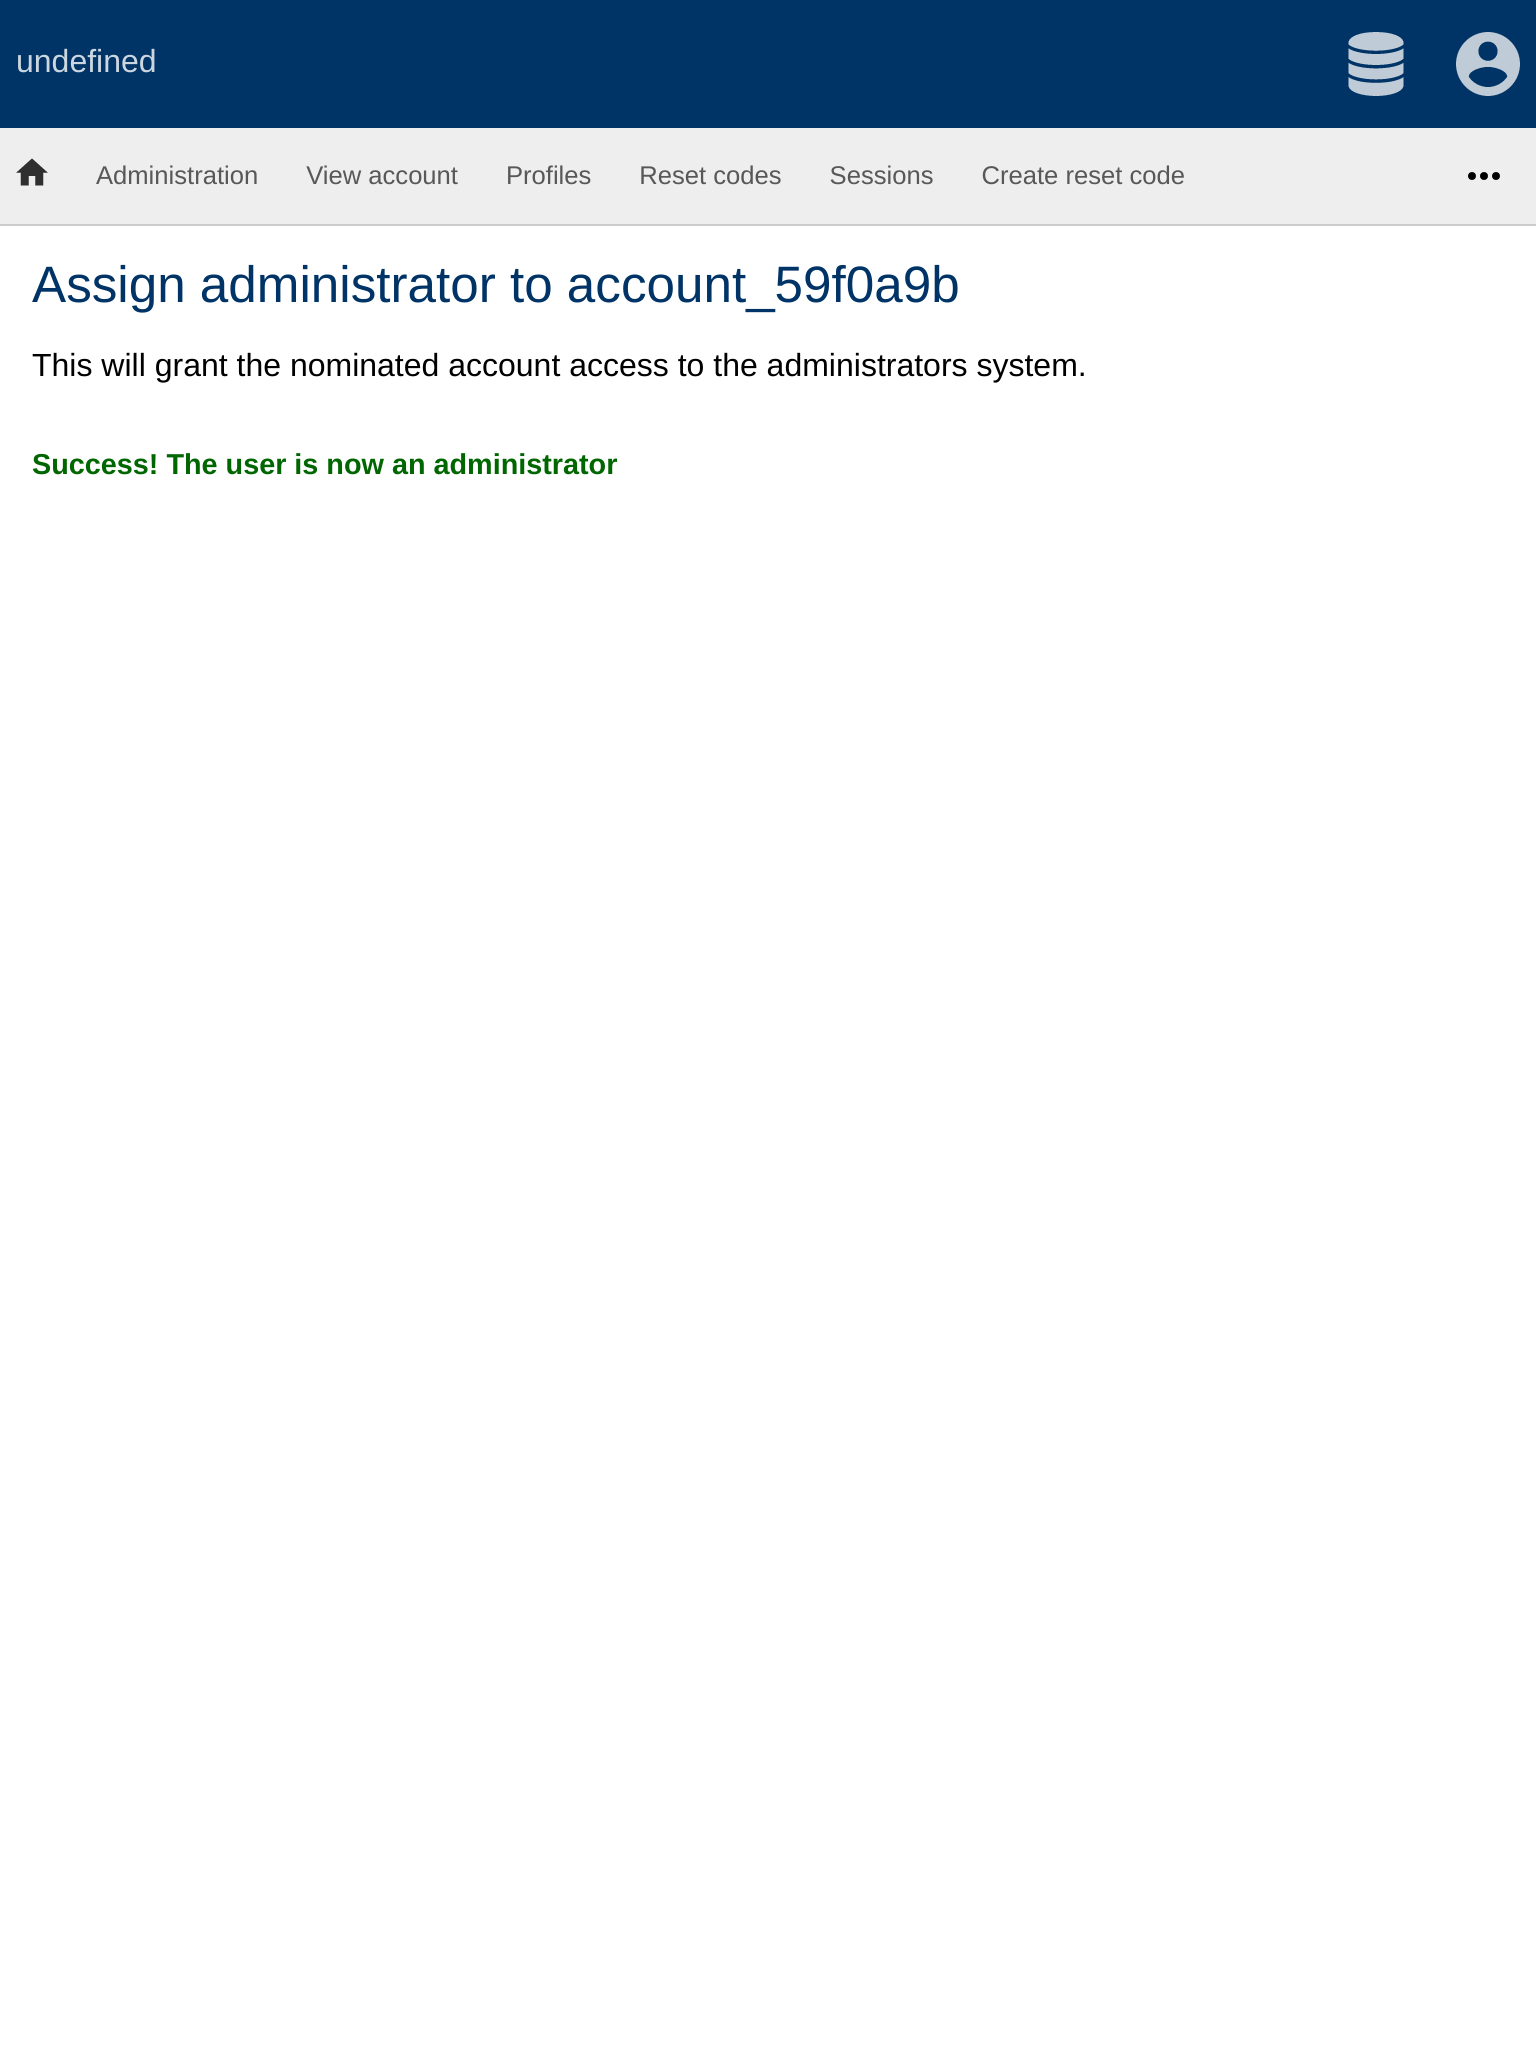 undefined
Administration View account Profiles Reset codes Sessions Create reset code
Assign administrator to account_59f0a9b
This will grant the nominated account access to the administrators system.
Success! The user is now an administrator